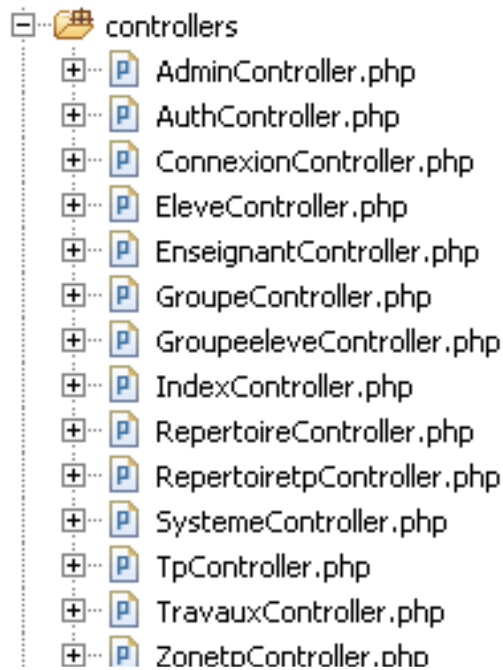 controllers
AdminController.php
AuthController.php
ConnexionController.php
EleveController.php
EnseignantController.php
GroupeController.php
GroupeeleveController.php
IndexController.php
RepertoireController.php
RepertoiretpController.php
SystemeController.php
TpController.php
TravauxController.php
ZonetpController.php